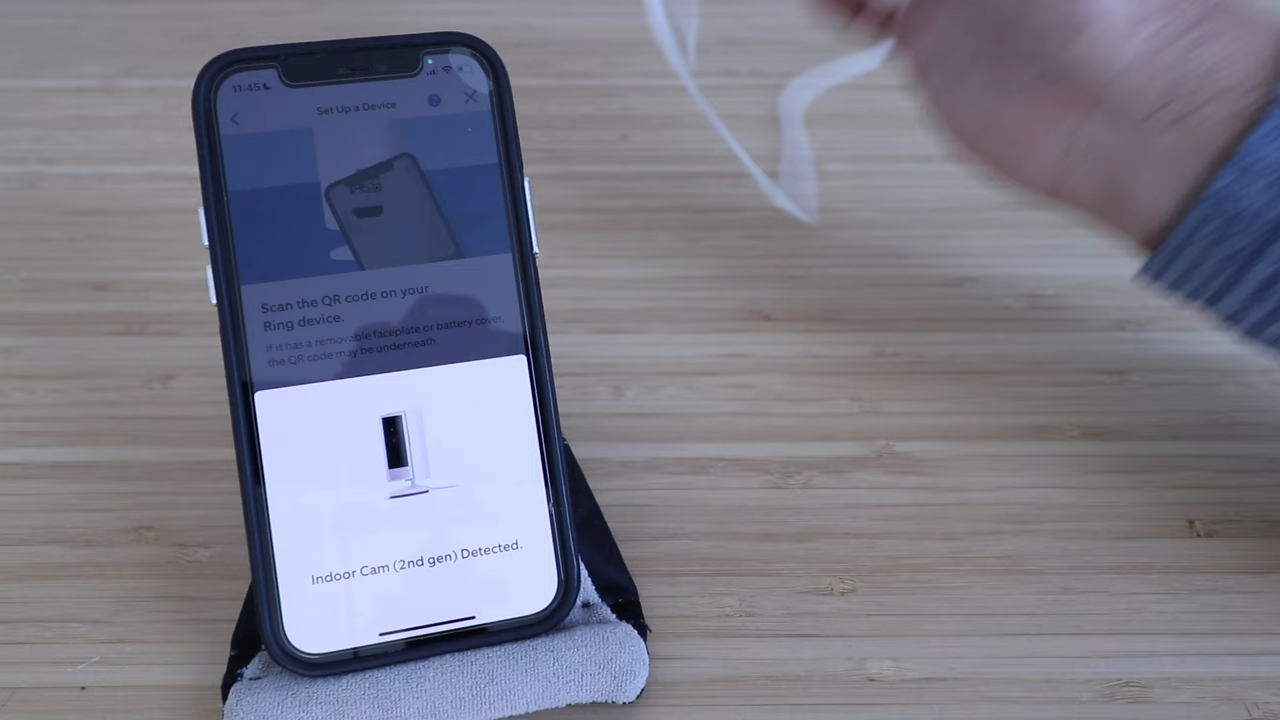 11:45
Set Up a Device
Scan the QR code on your
Ring device.
If it has a removable faceplate or battery cover,
the QR code may be underneath.
Indoor Cam (2nd gen) Detected.